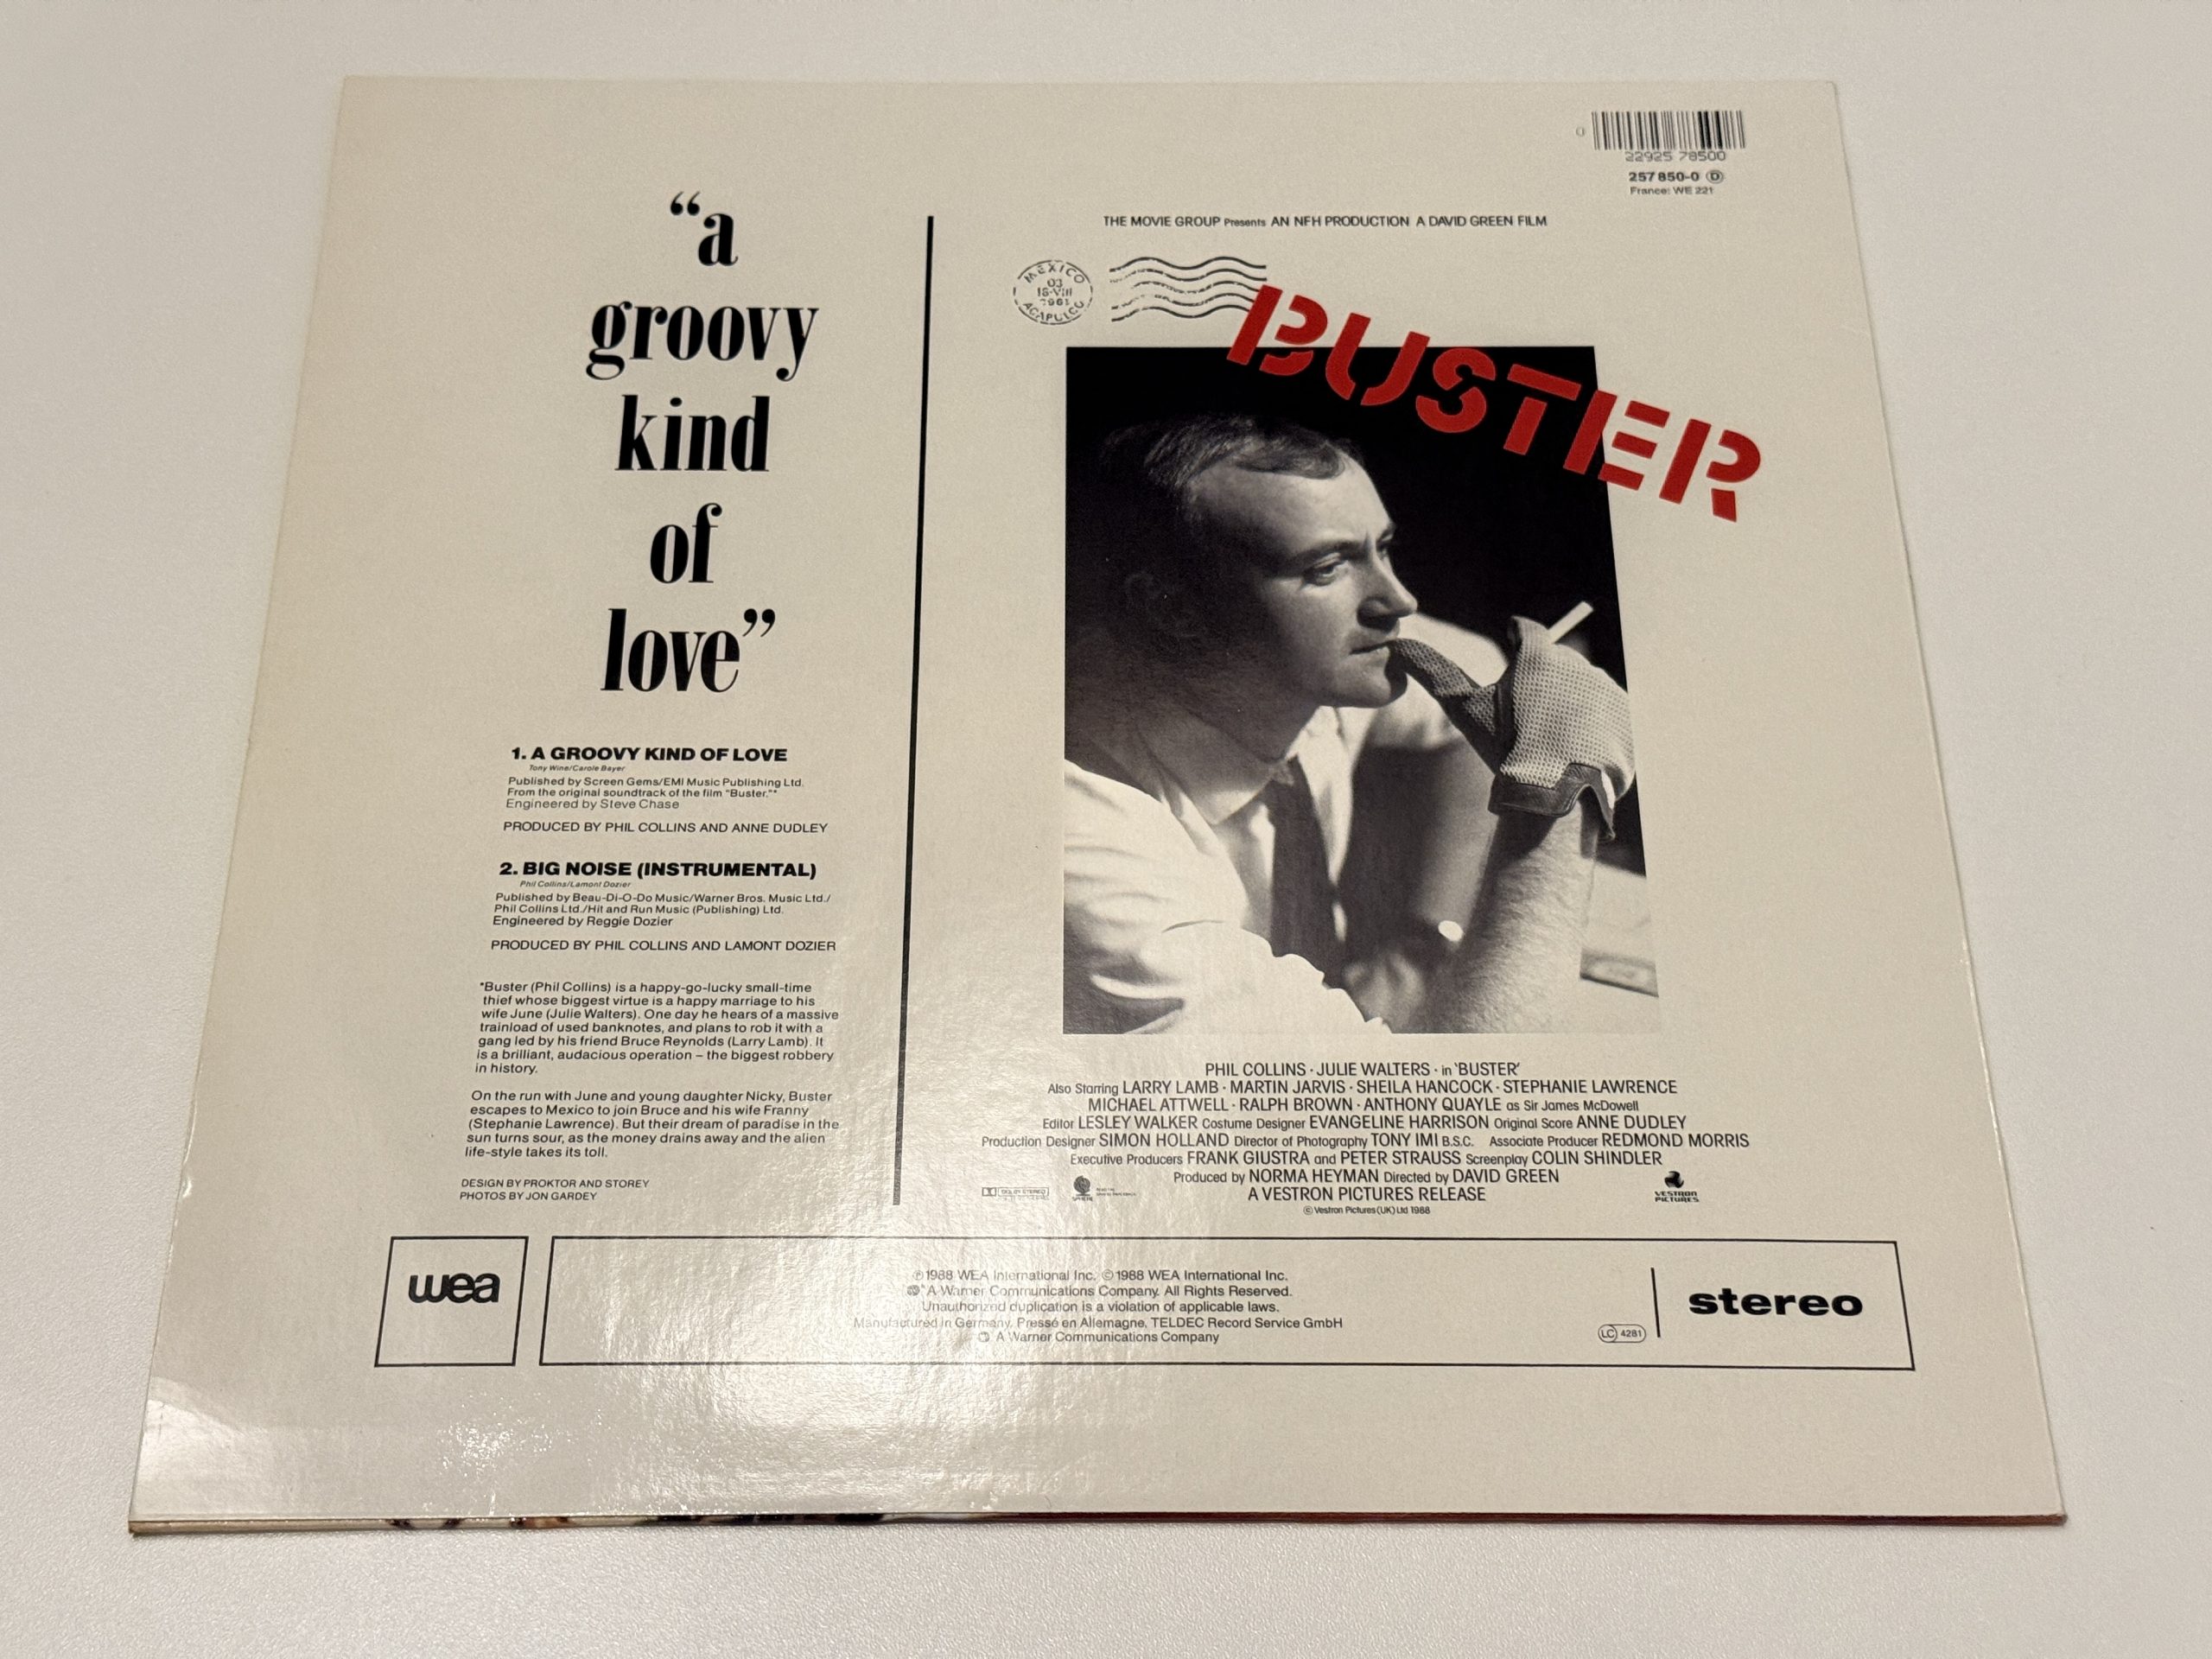 0
22925 78500
257 850-0 D
France: WE 221
“a
groovy
kind
of
love”
1. A GROOVY KIND OF LOVE
Tony Wine/Carole Bayer
Published by Screen Gems/EMI Music Publishing Ltd.
From the original soundtrack of the film "Buster."*
Engineered by Steve Chase
PRODUCED BY PHIL COLLINS AND ANNE DUDLEY
2. BIG NOISE (INSTRUMENTAL)
Phil Collins/Lamont Dozier
Published by Beau-Di-O-Do Music/Warner Bros. Music Ltd./
Phil Collins Ltd./Hit and Run Music (Publishing) Ltd.
Engineered by Reggie Dozier
PRODUCED BY PHIL COLLINS AND LAMONT DOZIER
*Buster (Phil Collins) is a happy-go-lucky small-time
thief whose biggest virtue is a happy marriage to his
wife June (Julie Walters). One day he hears of a massive
trainload of used banknotes, and plans to rob it with a
gang led by his friend Bruce Reynolds (Larry Lamb). It
is a brilliant, audacious operation – the biggest robbery
in history.
On the run with June and young daughter Nicky, Buster
escapes to Mexico to join Bruce and his wife Franny
(Stephanie Lawrence). But their dream of paradise in the
sun turns sour, as the money drains away and the alien
life-style takes its toll.
DESIGN BY PROKTOR AND STOREY
PHOTOS BY JON GARDEY
THE MOVIE GROUP Presents AN NFH PRODUCTION A DAVID GREEN FILM
MEXICO
03
18-VIII
ACAPULCO
BUSTER
PHIL COLLINS · JULIE WALTERS · in ‘BUSTER’
Also Starring LARRY LAMB · MARTIN JARVIS · SHEILA HANCOCK · STEPHANIE LAWRENCE
MICHAEL ATTWELL · RALPH BROWN · ANTHONY QUAYLE as Sir James McDowell
Editor LESLEY WALKER Costume Designer EVANGELINE HARRISON Original Score ANNE DUDLEY
Production Designer SIMON HOLLAND Director of Photography TONY IMI B.S.C. Associate Producer REDMOND MORRIS
Executive Producers FRANK GIUSTRA and PETER STRAUSS Screenplay COLIN SHINDLER
Produced by NORMA HEYMAN Directed by DAVID GREEN
DOLBY STEREO
A VESTRON PICTURES RELEASE
VESTRON
PICTURES
© Vestron Pictures (UK) Ltd 1988
wea
℗ 1988 WEA International Inc. © 1988 WEA International Inc.
A Warner Communications Company. All Rights Reserved.
Unauthorized duplication is a violation of applicable laws.
Manufactured in Germany. Pressé en Allemagne. TELDEC Record Service GmbH
A Warner Communications Company
LC 4281
stereo